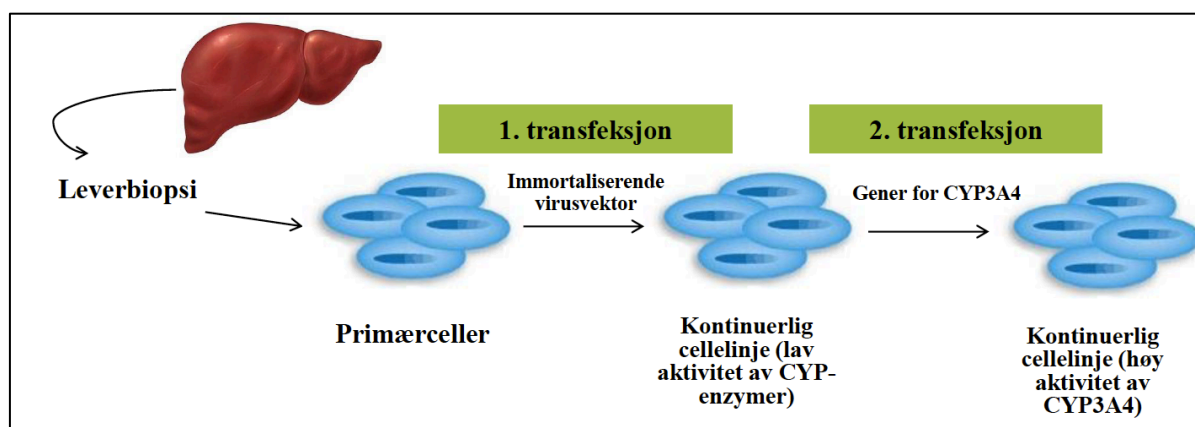 1. transfeksjon
2. transfeksjon
Leverbiopsi
Immortaliserende
virusvektor
Gener for CYP3A4
Primærceller
Kontinuerlig
cellelinje (lav
aktivitet av CYP-
enzymer)
Kontinuerlig
cellelinje (høy
aktivitet av
CYP3A4)